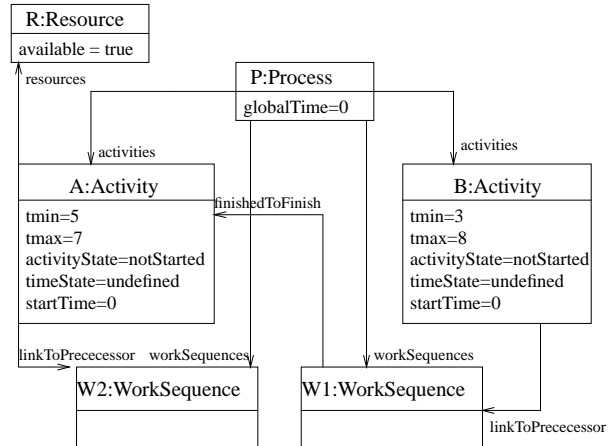 R:Resource
available = true
resources
P:Process
globalTime=0
activities
activities
A:Activity
tmin=5
tmax=7
activityState=notStarted
timeState=undefined
startTime=0
finishedToFinish
B:Activity
tmin=3
tmax=8
activityState=notStarted
timeState=undefined
startTime=0
linkToPrececessor
workSequences
workSequences
W2:WorkSequence
W1:WorkSequence
linkToPrececessor